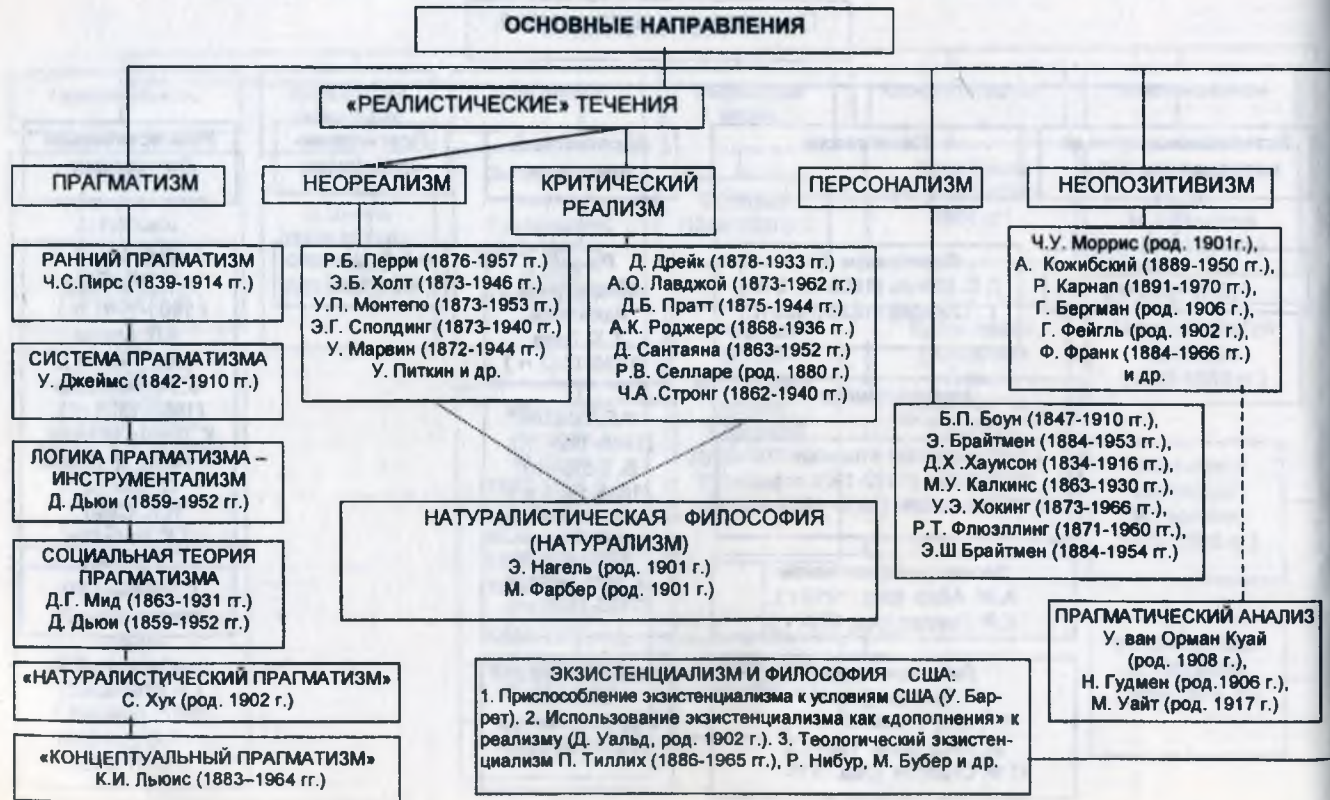 ОСНОВНЫЕ НАПРАВЛЕНИЯ
«РЕАЛИСТИЧЕСКИЕ» ТЕЧЕНИЯ
ПРАГМАТИЗМ
НЕОРЕАЛИЗМ
КРИТИЧЕСКИЙ
РЕАЛИЗМ
ПЕРСОНАЛИЗМ
НЕОПОЗИТИВИЗМ
РАННИЙ ПРАГМАТИЗМ
Ч.С.Пирс (1839-1914 гг.)
СИСТЕМА ПРАГМАТИЗМА
У. Джеймс (1842-1910 гг.)
ЛОГИКА ПРАГМАТИЗМА –
ИНСТРУМЕНТАЛИЗМ
Д. Дьюи (1859-1952 гг.)
СОЦИАЛЬНАЯ ТЕОРИЯ
ПРАГМАТИЗМА
Д.Г. Мид (1863-1931 гг.)
Д. Дьюи (1859-1952 гг.)
«НАТУРАЛИСТИЧЕСКИЙ ПРАГМАТИЗМ»
С. Хук (род. 1902 г.)
«КОНЦЕПТУАЛЬНЫЙ ПРАГМАТИЗМ»
К.И. Льюис (1883–1964 гг.)
Р.Б. Перри (1876-1957 гг.)
Э.Б. Холт (1873-1946 гг.)
У.П. Монтегю (1873-1953 гг.)
Э.Г. Сполдинг (1873-1940 гг.)
У. Марвин (1872-1944 гг.)
У. Питкин и др.
Д. Дрейк (1878-1933 гг.)
А.О. Лавджой (1873-1962 гг.)
Д.Б. Пратт (1875-1944 гг.)
А.К. Роджерс (1868-1936 гг.)
Д. Сантаяна (1863-1952 гг.)
Р.В. Селларе (род. 1880 г.)
Ч.А .Стронг (1862-1940 гг.)
НАТУРАЛИСТИЧЕСКАЯ ФИЛОСОФИЯ
(НАТУРАЛИЗМ)
Э. Нагель (род. 1901 г.)
М. Фарбер (род. 1901 г.)
Б.П. Боун (1847-1910 гг.),
Э. Брайтмен (1884-1953 гг.),
Д.Х .Хауисон (1834-1916 гг.),
М.У. Калкинс (1863-1930 гг.),
У.Э. Хокинг (1873-1966 гг.),
Р.Т. Флюэллинг (1871-1960 гг.),
Э.Ш Брайтмен (1884-1954 гг.)
Ч.У. Моррис (род. 1901г.),
А. Кожибский (1889-1950 гг.),
Р. Карнап (1891-1970 гг.),
Г. Бергман (род. 1906 г.),
Г. Фейгль (род. 1902 г.),
Ф. Франк (1884-1966 гг.)
и др.
ПРАГМАТИЧЕСКИЙ АНАЛИЗ
У. ван Орман Куай
(род. 1908 г.),
Н. Гудмен (род.1906 г.),
М. Уайт (род. 1917 г.)
ЭКЗИСТЕНЦИАЛИЗМ И ФИЛОСОФИЯ США:
1. Приспособление экзистенциализма к условиям США (У. Бар-
рет). 2. Использование экзистенциализма как «дополнения» к
реализму (Д. Уальд, род. 1902 г.). 3. Теологический экзистен-
циализм П. Тиллих (1886-1965 гг.), Р. Нибур, М. Бубер и др.